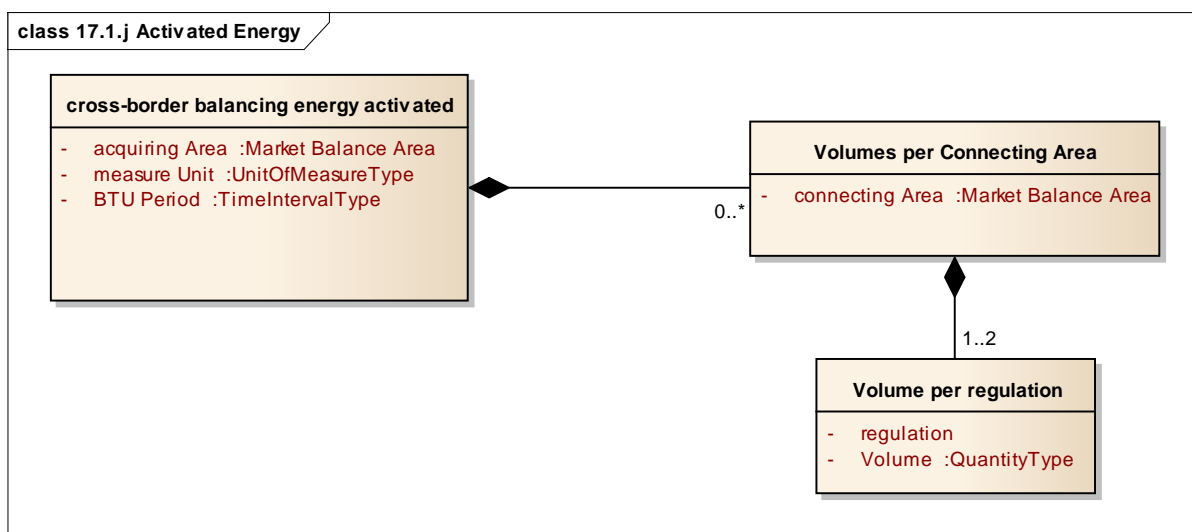 class 17.1.j Activated Energy
cross-border balancing energy activated
- acquiring Area :Market Balance Area
- measure Unit :UnitOfMeasureType
- BTU Period :TimeIntervalType
Volumes per Connecting Area
- connecting Area :Market Balance Area
0..*
1..2
Volume per regulation
- regulation
- Volume :QuantityType